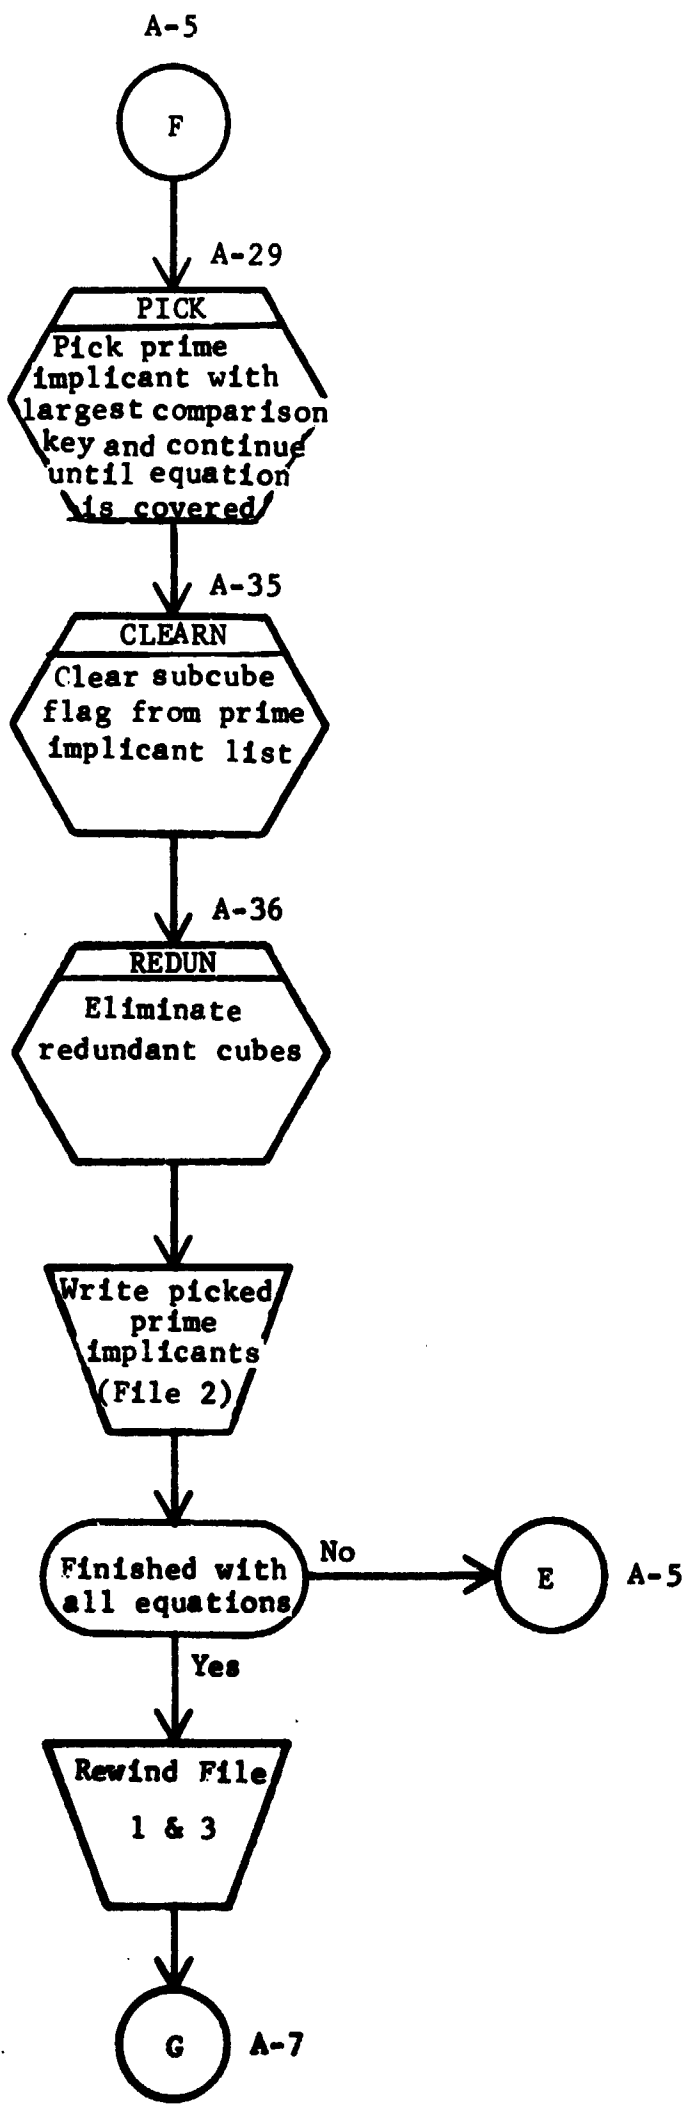 A-5
F
A-29
PICK
Pick prime
implicant with
largest comparison
key and continue
until equation
is covered
A-35
CLEARN
Clear subcube
flag from prime
implicant list
A-36
REDUN
Eliminate
redundant cubes
Write picked
prime
implicants
(File 2)
Finished with
all equations
No
E
A-5
Yes
Rewind File
1 & 3
G
A-7